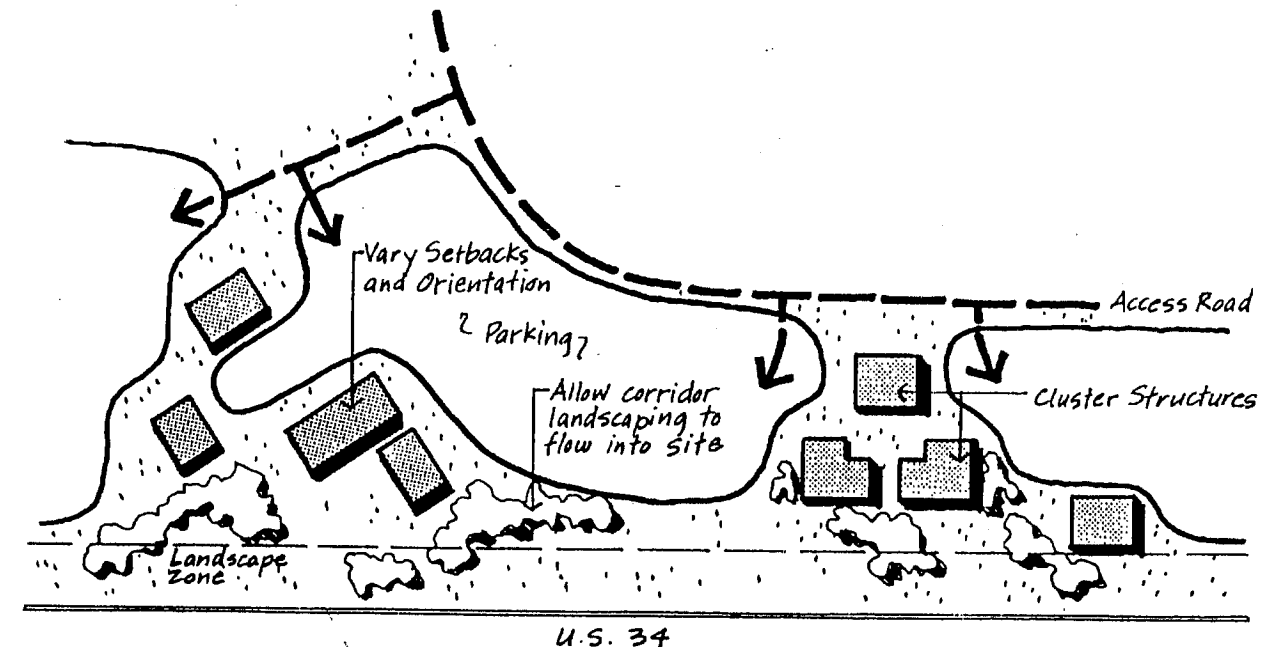 Vary Setbacks
and Orientation
Parking
Access Road
Allow corridor
landscaping to
flow into site
Cluster Structures
Landscape
Zone
U.S. 34